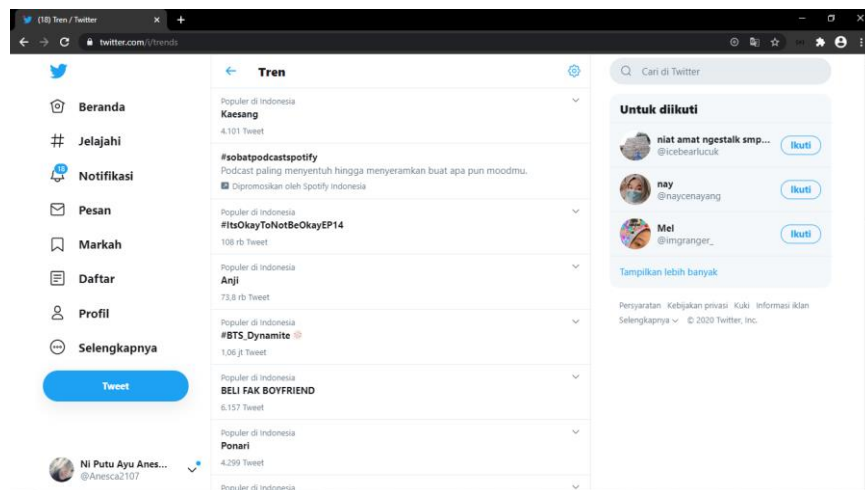 (18) Tren / Twitter
twitter.com/i/trends
Beranda
Jelajahi
18
Notifikasi
Pesan
Markah
Daftar
Profil
Selengkapnya
Tweet
Ni Putu Ayu Anes...
@Anesca2107
Tren
Populer di Indonesia
Kaesang
4.101 Tweet
#sobatpodcastspotify
Podcast paling menyentuh hingga menyeramkan buat apa pun moodmu.
Dipromosikan oleh Spotify Indonesia
Populer di Indonesia
#ItsOkayToNotBeOkayEP14
108 rb Tweet
Populer di Indonesia
Anji
73,8 rb Tweet
Populer di Indonesia
#BTS_Dynamite
1,06 jt Tweet
Populer di Indonesia
BELI FAK BOYFRIEND
6.157 Tweet
Populer di Indonesia
Ponari
4.299 Tweet
Populer di Indonesia
Cari di Twitter
Untuk diikuti
niat amat ngestalk smp...
@icebearlucuk
Ikuti
nay
@naycenayang
Ikuti
Mel
@imgranger_
Ikuti
Tampilkan lebih banyak
Persyaratan Kebijakan privasi Kuki Informasi iklan
Selengkapnya © 2020 Twitter, Inc.